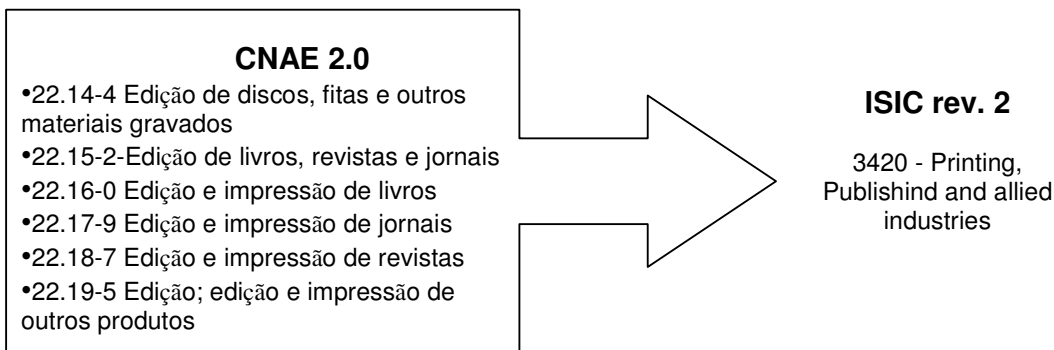 CNAE 2.0
•22.14-4 Edição de discos, fitas e outros
materiais gravados
•22.15-2-Edição de livros, revistas e jornais
•22.16-0 Edição e impressão de livros
•22.17-9 Edição e impressão de jornais
•22.18-7 Edição e impressão de revistas
•22.19-5 Edição; edição e impressão de
outros produtos
ISIC rev. 2
3420 - Printing,
Publishind and allied
industries